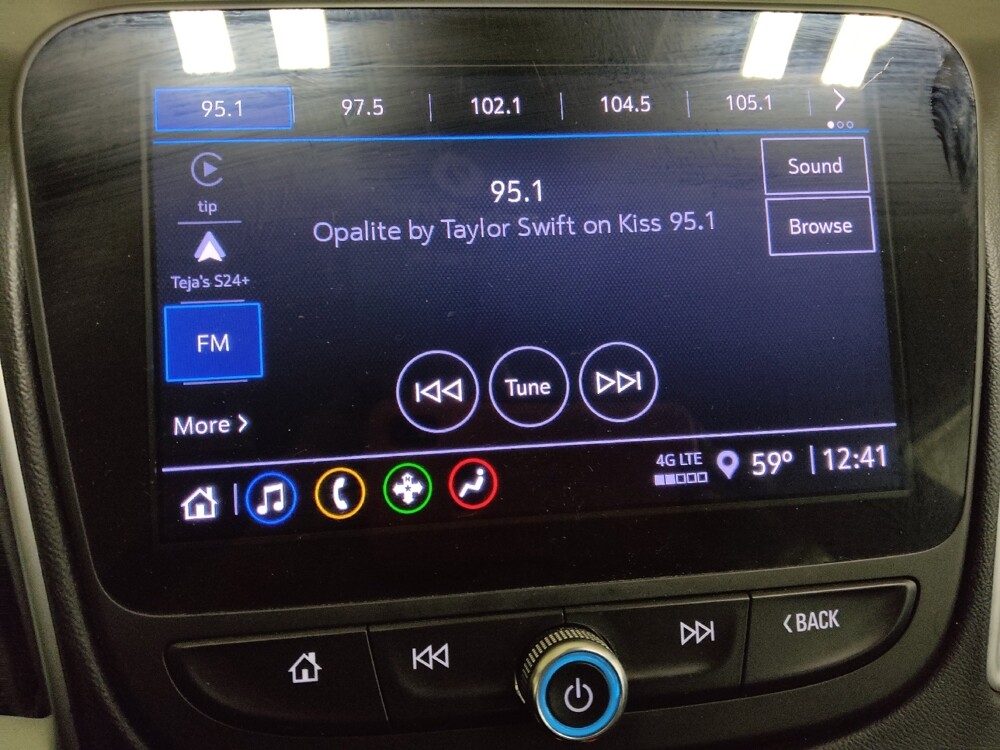 95.1 97.5 102.1 104.5 105.1
tip
Teja's S24+
FM
More
95.1
Opalite by Taylor Swift on Kiss 95.1
Sound
Browse
Tune
4G LTE 59° 12:41
BACK